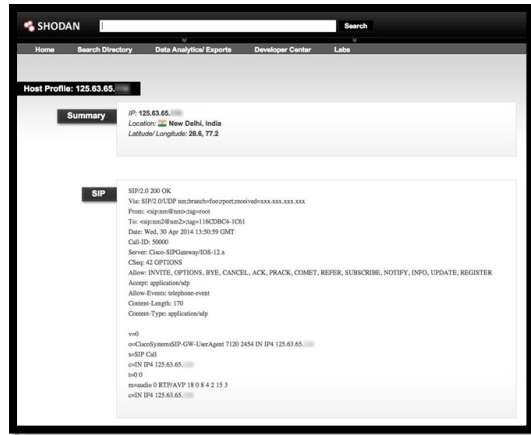 SHODAN
Search
Home Search Directory Data Analytics/ Exports Developer Center Labs
Host Profile: 125.63.65.
Summary
IP: 125.63.65.
Location: New Delhi, India
Latitude/ Longitude: 28.6, 77.2
SIP
SIP/2.0 200 OK
Via: SIP/2.0/UDP nm;branch=foo;rport;received=xxx.xxx.xxx.xxx
From: <sip:nm@nm>;tag=root
To: <sip:nm2@nm2>;tag=116CDBC4-1C61
Date: Wed, 30 Apr 2014 13:50:59 GMT
Call-ID: 50000
Server: Cisco-SIPGateway/IOS-12.x
CSeq: 42 OPTIONS
Allow: INVITE, OPTIONS, BYE, CANCEL, ACK, PRACK, COMET, REFER, SUBSCRIBE, NOTIFY, INFO, UPDATE, REGISTER
Accept: application/sdp
Allow-Events: telephone-event
Content-Length: 170
Content-Type: application/sdp
v=0
o=CiscoSystemsSIP-GW-UserAgent 7120 2454 IN IP4 125.63.65.
s=SIP Call
c=IN IP4 125.63.65.
t=0 0
m=audio 0 RTP/AVP 18 0 8 4 2 15 3
c=IN IP4 125.63.65.